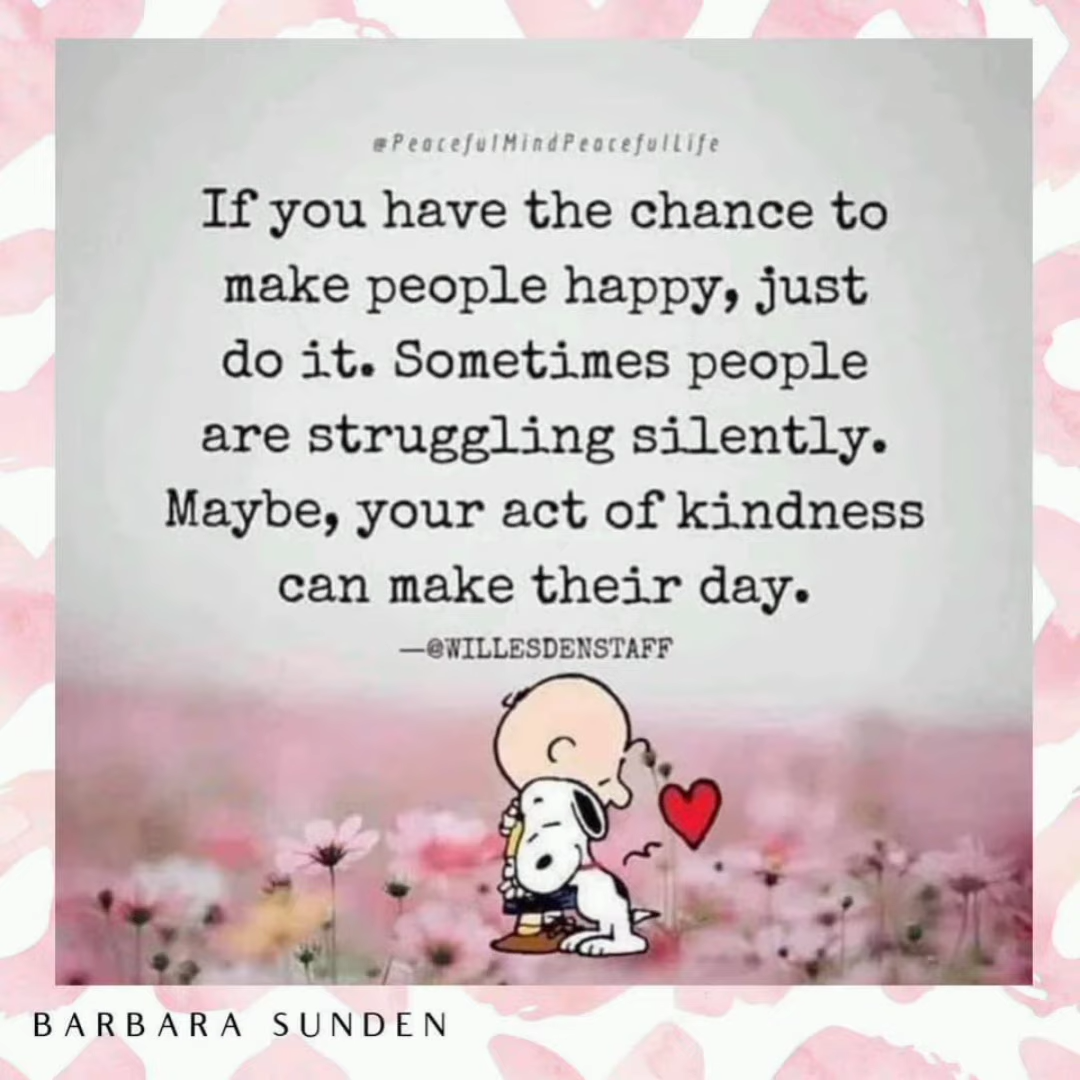 @PeacefulMindPeacefulLife
If you have the chance to
make people happy, just
do it. Sometimes people
are struggling silently.
Maybe, your act of kindness
can make their day.
—@WILLESDENSTAFF
BARBARA SUNDEN